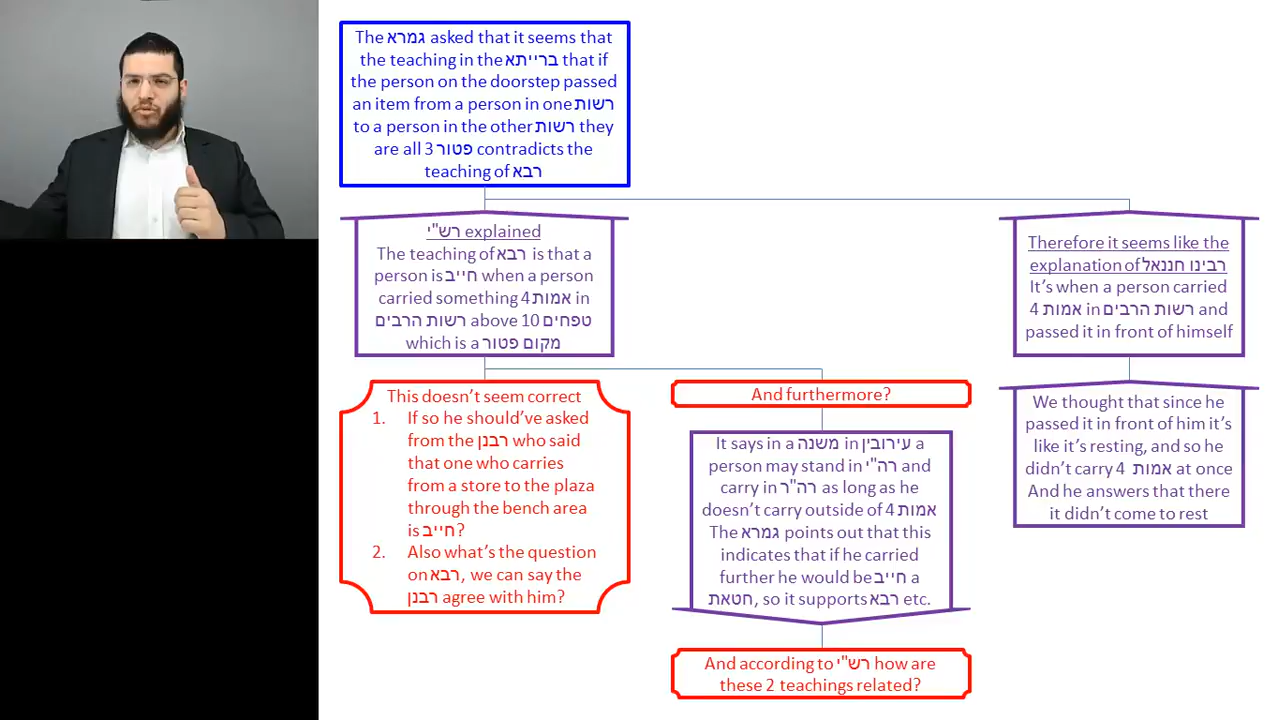 The גמרא asked that it seems that
the teaching in the ברייתא that if
the person on the doorstep passed
an item from a person in one רשות
to a person in the other רשות they
are all 3 פטור contradicts the
teaching of רבא
רש"י explained
The teaching of רבא is that a
person is חייב when a person
carried something 4 אמות in
רשות הרבים above 10 טפחים
which is a מקום פטור
Therefore it seems like the
explanation of רבינו חננאל
It's when a person carried
4 אמות in רשות הרבים and
passed it in front of himself
This doesn't seem correct
1. If so he should've asked
from the רבנן who said
that one who carries
from a store to the plaza
through the bench area
is חייב?
2. Also what's the question
on רבא, we can say the
רבנן agree with him?
And furthermore?
It says in a משנה in עירובין a
person may stand in רה"י and
carry in רה"ר as long as he
doesn't carry outside of 4 אמות
The גמרא points out that this
indicates that if he carried
further he would be חייב a
חטאת, so it supports רבא etc.
And according to רש"י how are
these 2 teachings related?
We thought that since he
passed it in front of him it's
like it's resting, and so he
didn't carry 4 אמות at once
And he answers that there
it didn't come to rest